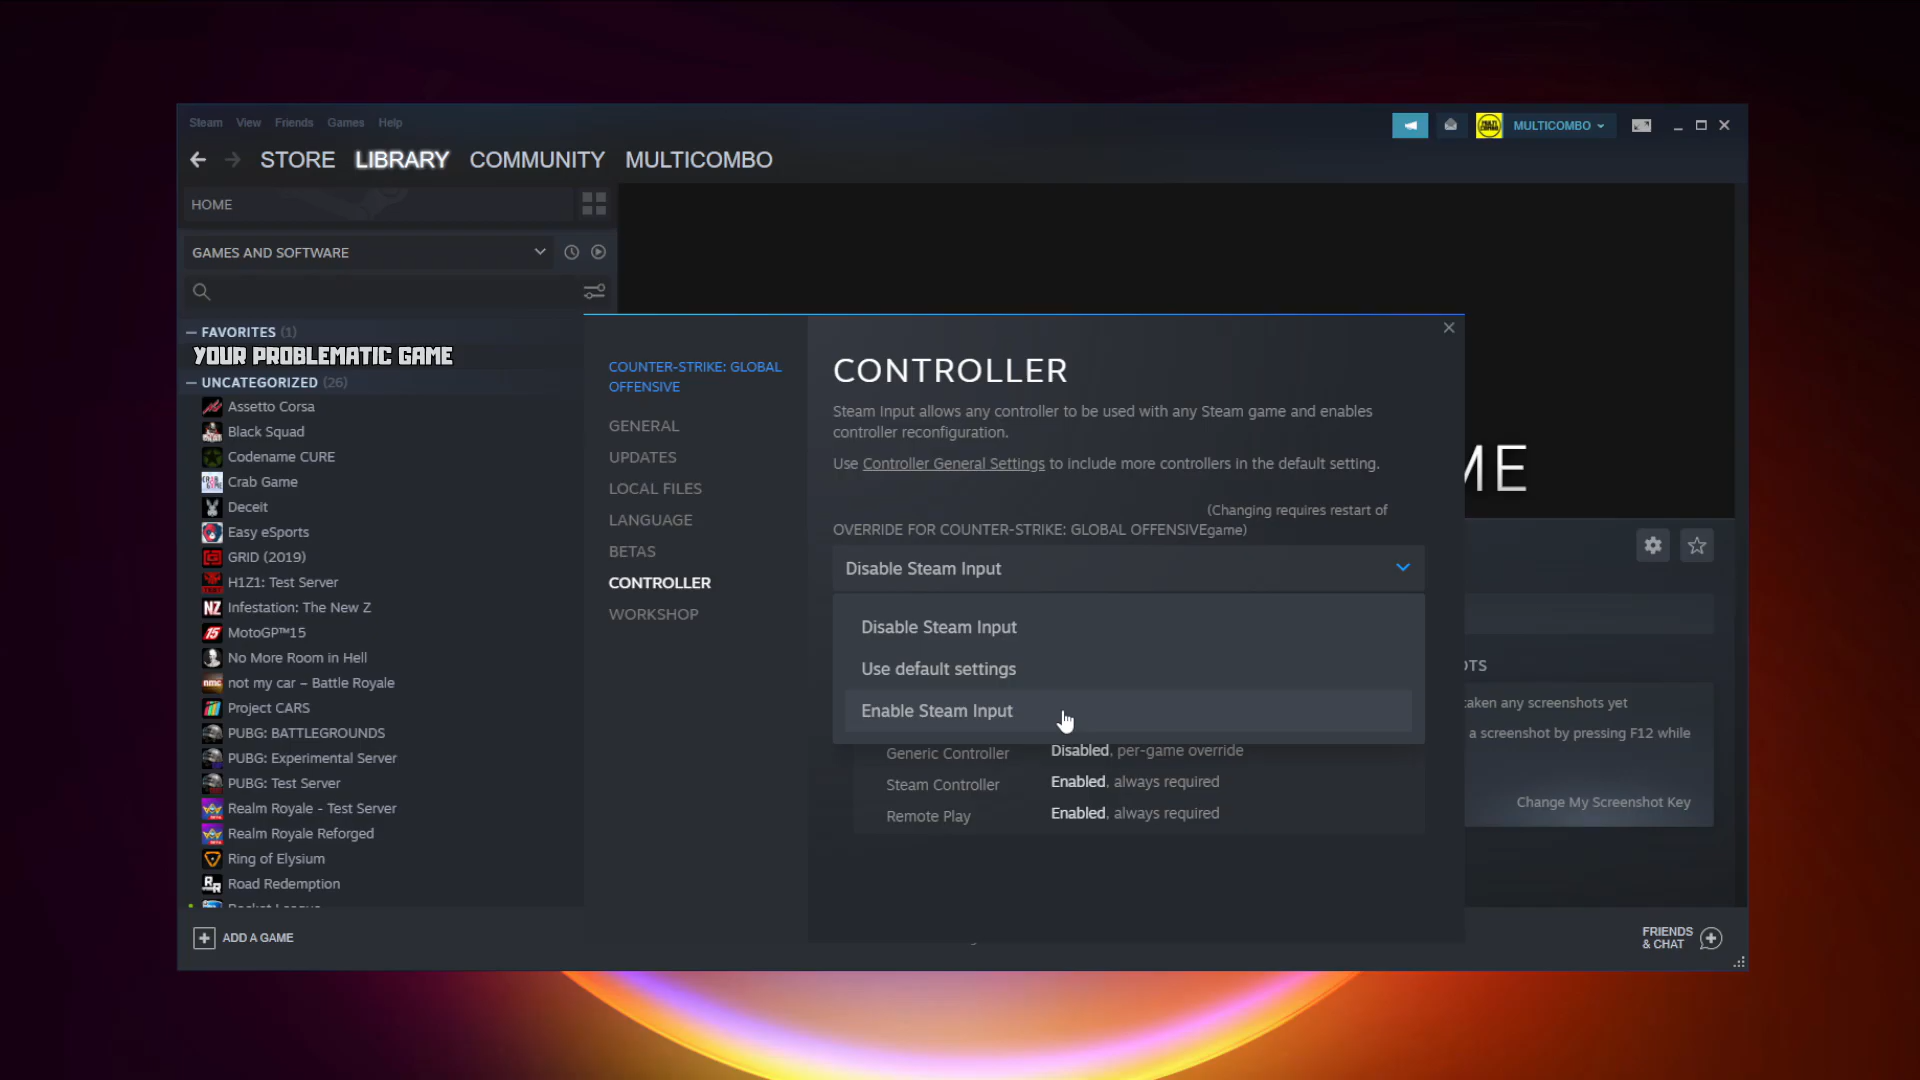 Steam View Friends Games Help
MULTICOMBO
STORE LIBRARY COMMUNITY MULTICOMBO
HOME
GAMES AND SOFTWARE
FAVORITES (1)
YOUR PROBLEMATIC GAME
UNCATEGORIZED (26)
Assetto Corsa
Black Squad
Codename CURE
Crab Game
Deceit
Easy eSports
GRID (2019)
H1Z1: Test Server
Infestation: The New Z
MotoGP™15
No More Room in Hell
not my car – Battle Royale
Project CARS
PUBG: BATTLEGROUNDS
PUBG: Experimental Server
PUBG: Test Server
Realm Royale - Test Server
Realm Royale Reforged
Ring of Elysium
Road Redemption
ADD A GAME
COUNTER-STRIKE: GLOBAL
OFFENSIVE
GENERAL
UPDATES
LOCAL FILES
LANGUAGE
BETAS
CONTROLLER
WORKSHOP
CONTROLLER
Steam Input allows any controller to be used with any Steam game and enables
controller reconfiguration.
Use Controller General Settings to include more controllers in the default setting.
(Changing requires restart of
OVERRIDE FOR COUNTER-STRIKE: GLOBAL OFFENSIVEgame)
Disable Steam Input
Disable Steam Input
Use default settings
Enable Steam Input
Generic Controller Disabled, per-game override
Steam Controller Enabled, always required
Remote Play Enabled, always required
ME
OTS
taken any screenshots yet
a screenshot by pressing F12 while
Change My Screenshot Key
FRIENDS
& CHAT